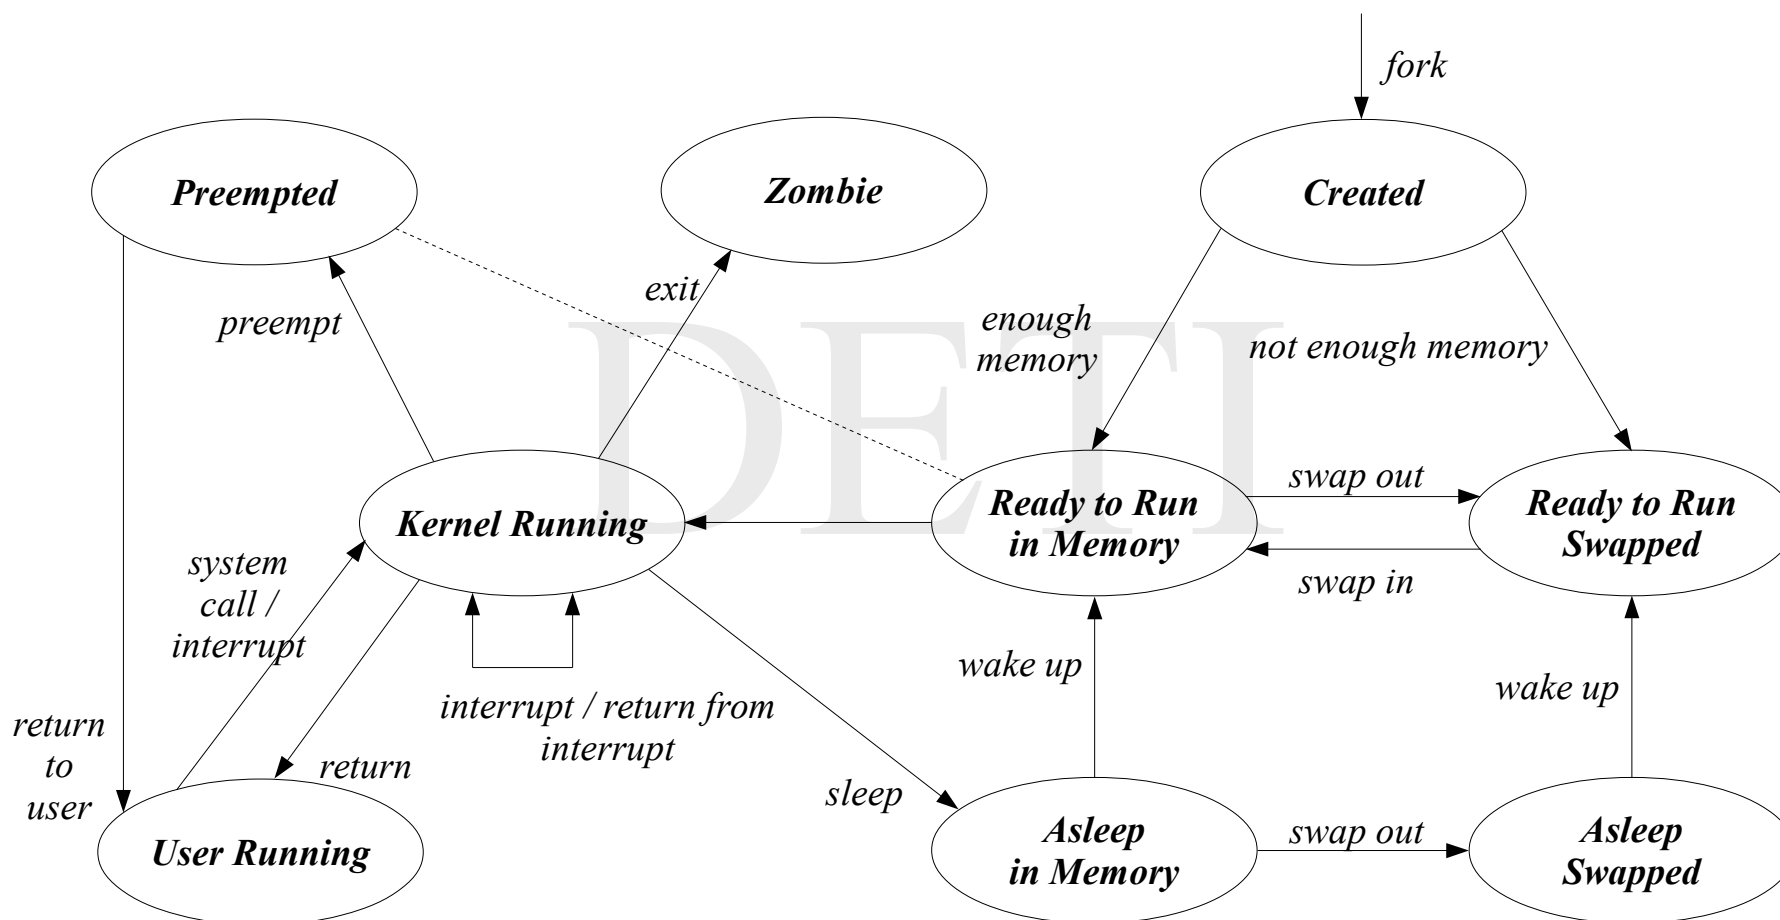 fork
Preempted
Zombie
Created
exit
preempt
enough
memory
not enough memory
DETI
Kernel Running
Ready to Run
in Memory
swap out
swap in
Ready to Run
Swapped
system
call /
interrupt
wake up
wake up
interrupt / return from
interrupt
return
to
user
return
sleep
User Running
Asleep
in Memory
swap out
Asleep
Swapped